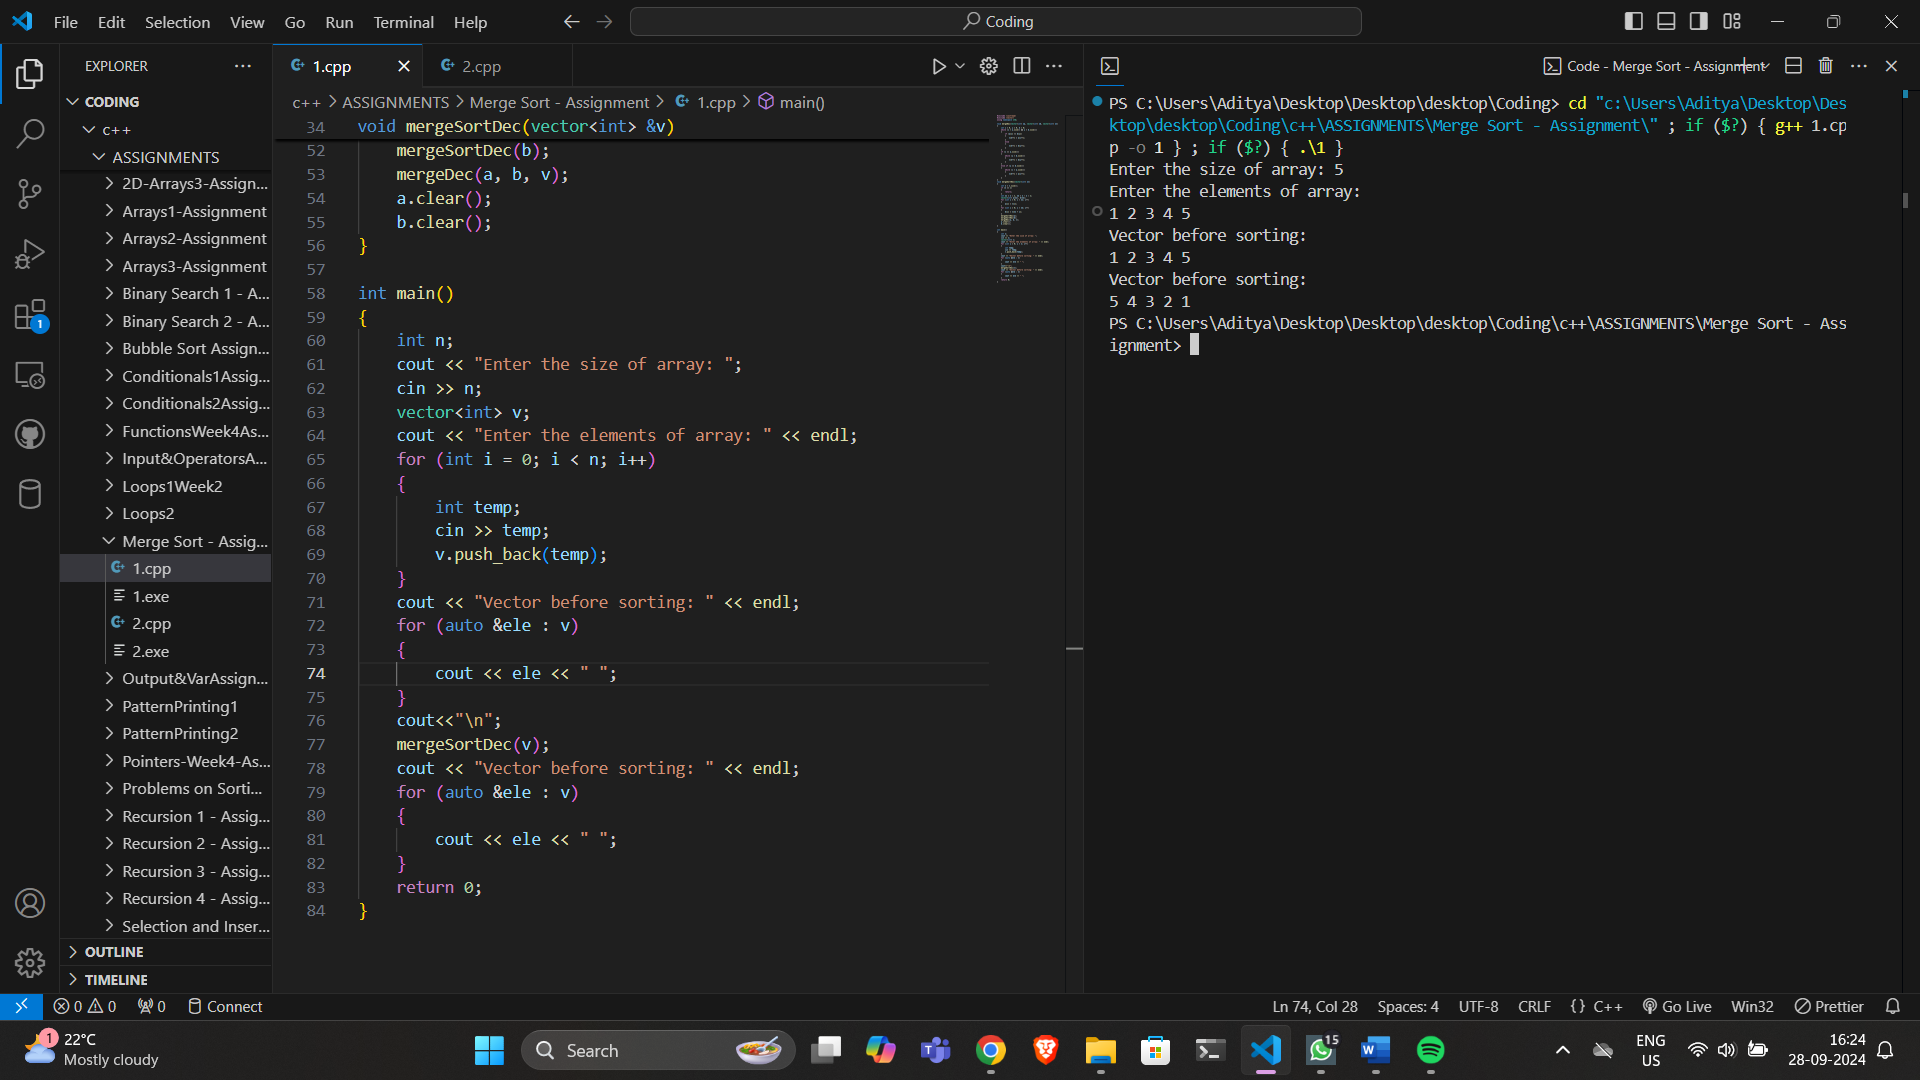 File Edit Selection View Go Run Terminal Help
Coding
EXPLORER
CODING
c++
ASSIGNMENTS
2D-Arrays3-Assign...
Arrays1-Assignment
Arrays2-Assignment
Arrays3-Assignment
Binary Search 1 - A...
Binary Search 2 - A...
Bubble Sort Assign...
Conditionals1Assig...
Conditionals2Assig...
FunctionsWeek4As...
Input&OperatorsA...
Loops1Week2
Loops2
Merge Sort - Assig...
1.cpp
1.exe
2.cpp
2.exe
Output&VarAssign...
PatternPrinting1
PatternPrinting2
Pointers-Week4-As...
Problems on Sorti...
Recursion 1 - Assig...
Recursion 2 - Assig...
Recursion 3 - Assig...
Recursion 4 - Assig...
Selection and Inser...
OUTLINE
TIMELINE
1
1.cpp
2.cpp
c++ > ASSIGNMENTS > Merge Sort - Assignment > 1.cpp > main()
34 void mergeSortDec(vector<int> &v)
52 mergeSortDec(b);
53 mergeDec(a, b, v);
54 a.clear();
55 b.clear();
56 }
57
58 int main()
59 {
60 int n;
61 cout << "Enter the size of array: ";
62 cin >> n;
63 vector<int> v;
64 cout << "Enter the elements of array: " << endl;
65 for (int i = 0; i < n; i++)
66 {
67 int temp;
68 cin >> temp;
69 v.push_back(temp);
70 }
71 cout << "Vector before sorting: " << endl;
72 for (auto &ele : v)
73 {
74 cout << ele << " ";
75 }
76 cout<<"\n";
77 mergeSortDec(v);
78 cout << "Vector before sorting: " << endl;
79 for (auto &ele : v)
80 {
81 cout << ele << " ";
82 }
83 return 0;
84 }
Code - Merge Sort - Assignment
PS C:\Users\Aditya\Desktop\Desktop\desktop\Coding> cd "c:\Users\Aditya\Desktop\Des
ktop\desktop\Coding\c++\ASSIGNMENTS\Merge Sort - Assignment\" ; if ($?) { g++ 1.cp
p -o 1 } ; if ($?) { .\1 }
Enter the size of array: 5
Enter the elements of array:
1 2 3 4 5
Vector before sorting:
1 2 3 4 5
Vector before sorting:
5 4 3 2 1
PS C:\Users\Aditya\Desktop\Desktop\desktop\Coding\c++\ASSIGNMENTS\Merge Sort - Ass
ignment>
0 0 0 Connect
Ln 74, Col 28 Spaces: 4 UTF-8 CRLF {} C++ Go Live Win32 Prettier
1
22°C
Mostly cloudy
Search
15
ENG
US
16:24
28-09-2024